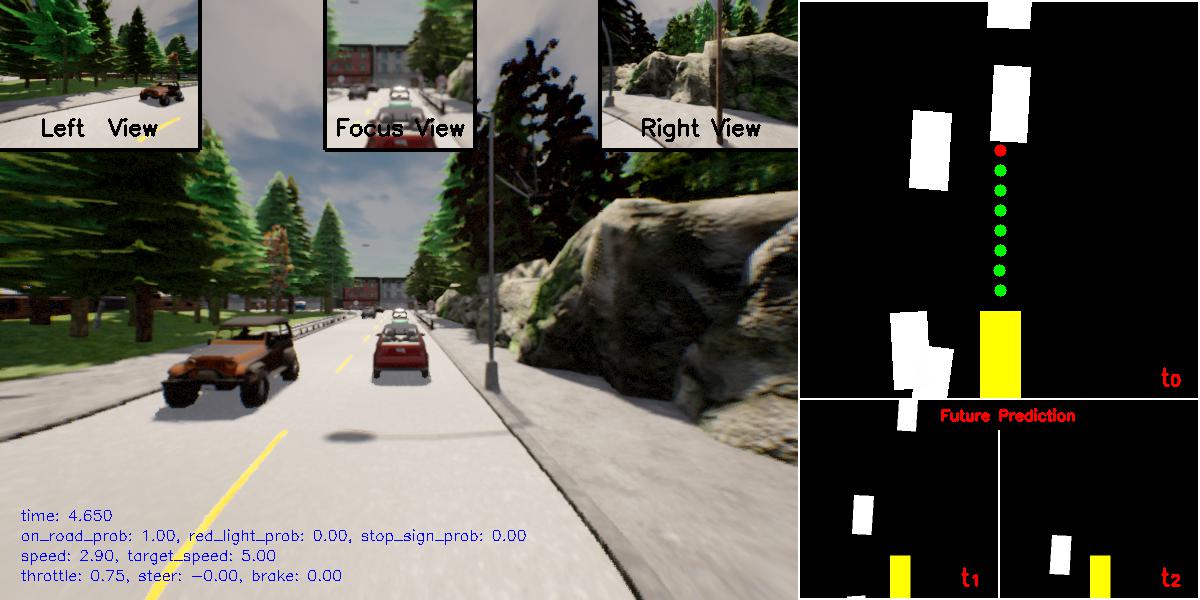 Left View
Focus View
Right View
time: 4.650
on_road_prob: 1.00, red_light_prob: 0.00, stop_sign_prob: 0.00
speed: 2.90, target_speed: 5.00
throttle: 0.75, steer: −0.00, brake: 0.00
t0
Future Prediction
t1
t2